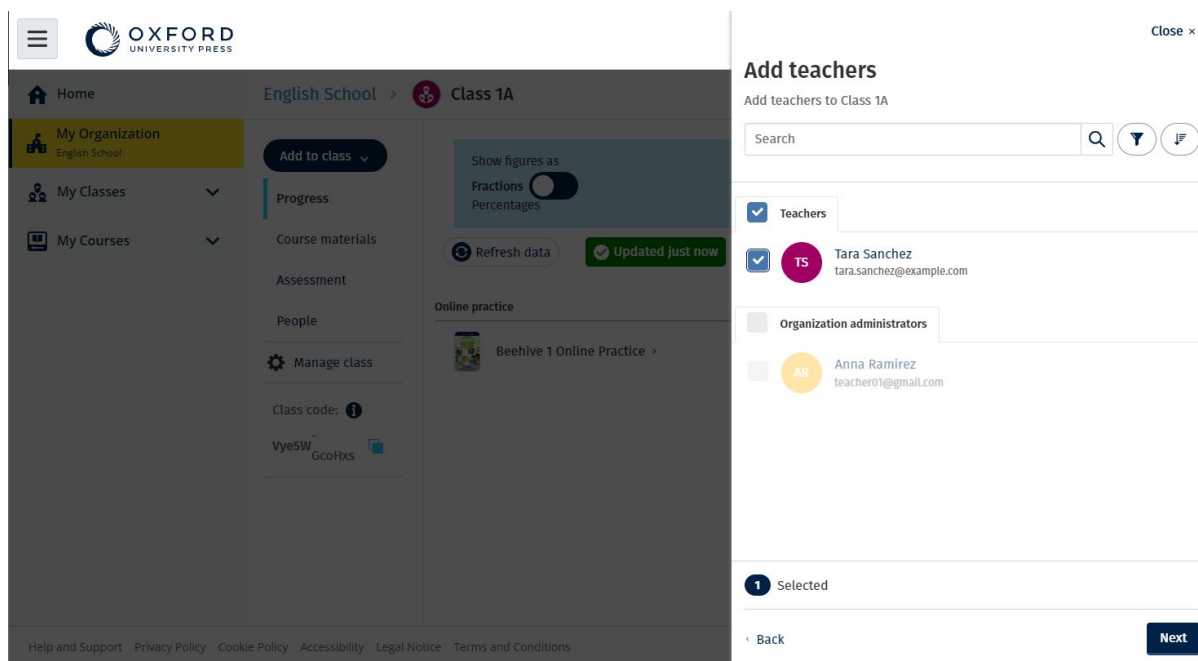 OXFORD
UNIVERSITY PRESS
Home
My Organization
English School
My Classes
My Courses
English School > Class 1A
Add to class
Progress
Course materials
Assessment
People
Manage class
Class code:
Vye5W-
GcoHxs
Show figures as
Fractions
Percentages
Refresh data
Updated just now
Online practice
Beehive 1 Online Practice ›
Help and Support Privacy Policy Cookie Policy Accessibility Legal Notice Terms and Conditions
Close ×
Add teachers
Add teachers to Class 1A
Search
Teachers
TS
Tara Sanchez
tara.sanchez@example.com
Organization administrators
AR
Anna Ramirez
teacher01@gmail.com
1 Selected
‹ Back
Next